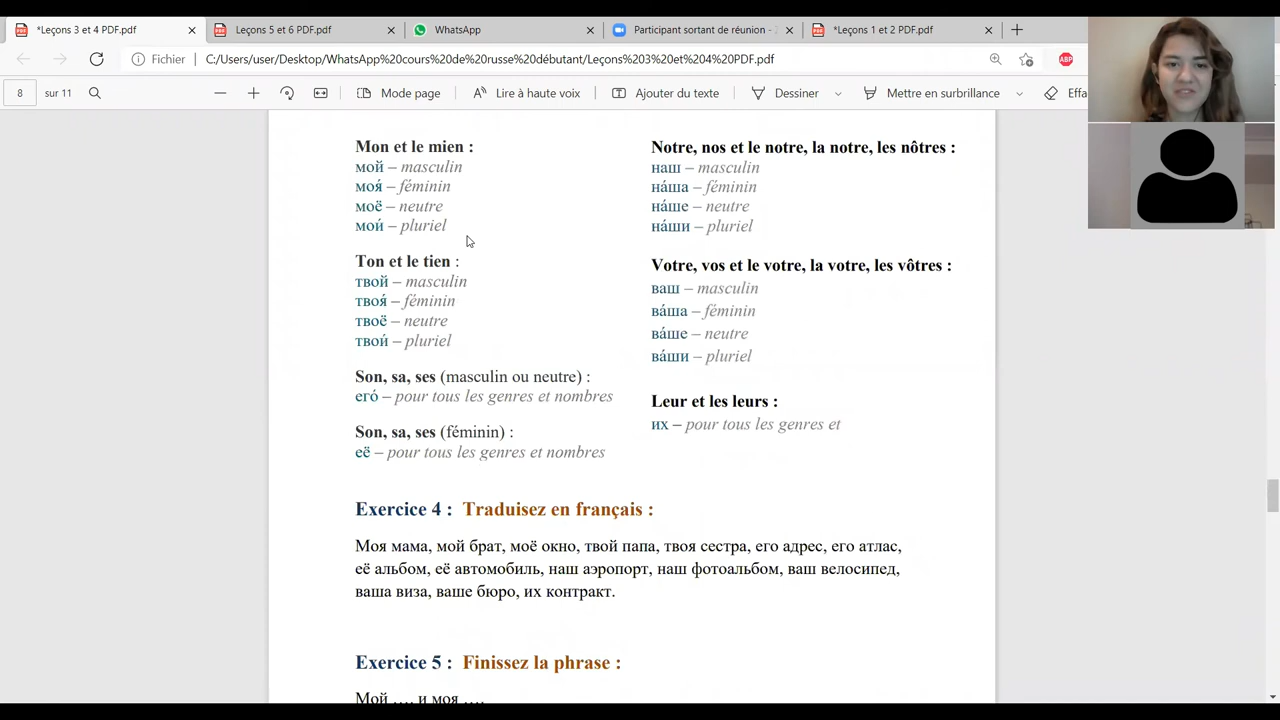 *Leçons 3 et 4 PDF.pdf
Leçons 5 et 6 PDF.pdf
WhatsApp
Participant sortant de réunion - Z
*Leçons 1 et 2 PDF.pdf
Fichier
C:/Users/user/Desktop/WhatsApp%20cours%20de%20russe%20débutant/Leçons%203%20et%204%20PDF.pdf
ABP
8 sur 11
Mode page
Lire à haute voix
Ajouter du texte
Dessiner
Mettre en surbrillance
Effa
Mon et le mien :
мой – masculin
моя́ – féminin
моё – neutre
мои́ – pluriel
Ton et le tien :
твой – masculin
твоя́ – féminin
твоё – neutre
твои́ – pluriel
Son, sa, ses (masculin ou neutre) :
его́ – pour tous les genres et nombres
Son, sa, ses (féminin) :
её – pour tous les genres et nombres
Notre, nos et le notre, la notre, les nôtres :
наш – masculin
на́ша – féminin
на́ше – neutre
на́ши – pluriel
Votre, vos et le votre, la votre, les vôtres :
ваш – masculin
ва́ша – féminin
ва́ше – neutre
ва́ши – pluriel
Leur et les leurs :
их – pour tous les genres et
Exercice 4 : Traduisez en français :
Моя мама, мой брат, моё окно, твой папа, твоя сестра, его адрес, его атлас,
её альбом, её автомобиль, наш аэропорт, наш фотоальбом, ваш велосипед,
ваша виза, ваше бюро, их контракт.
Exercice 5 : Finissez la phrase :
Мой …. и моя ….